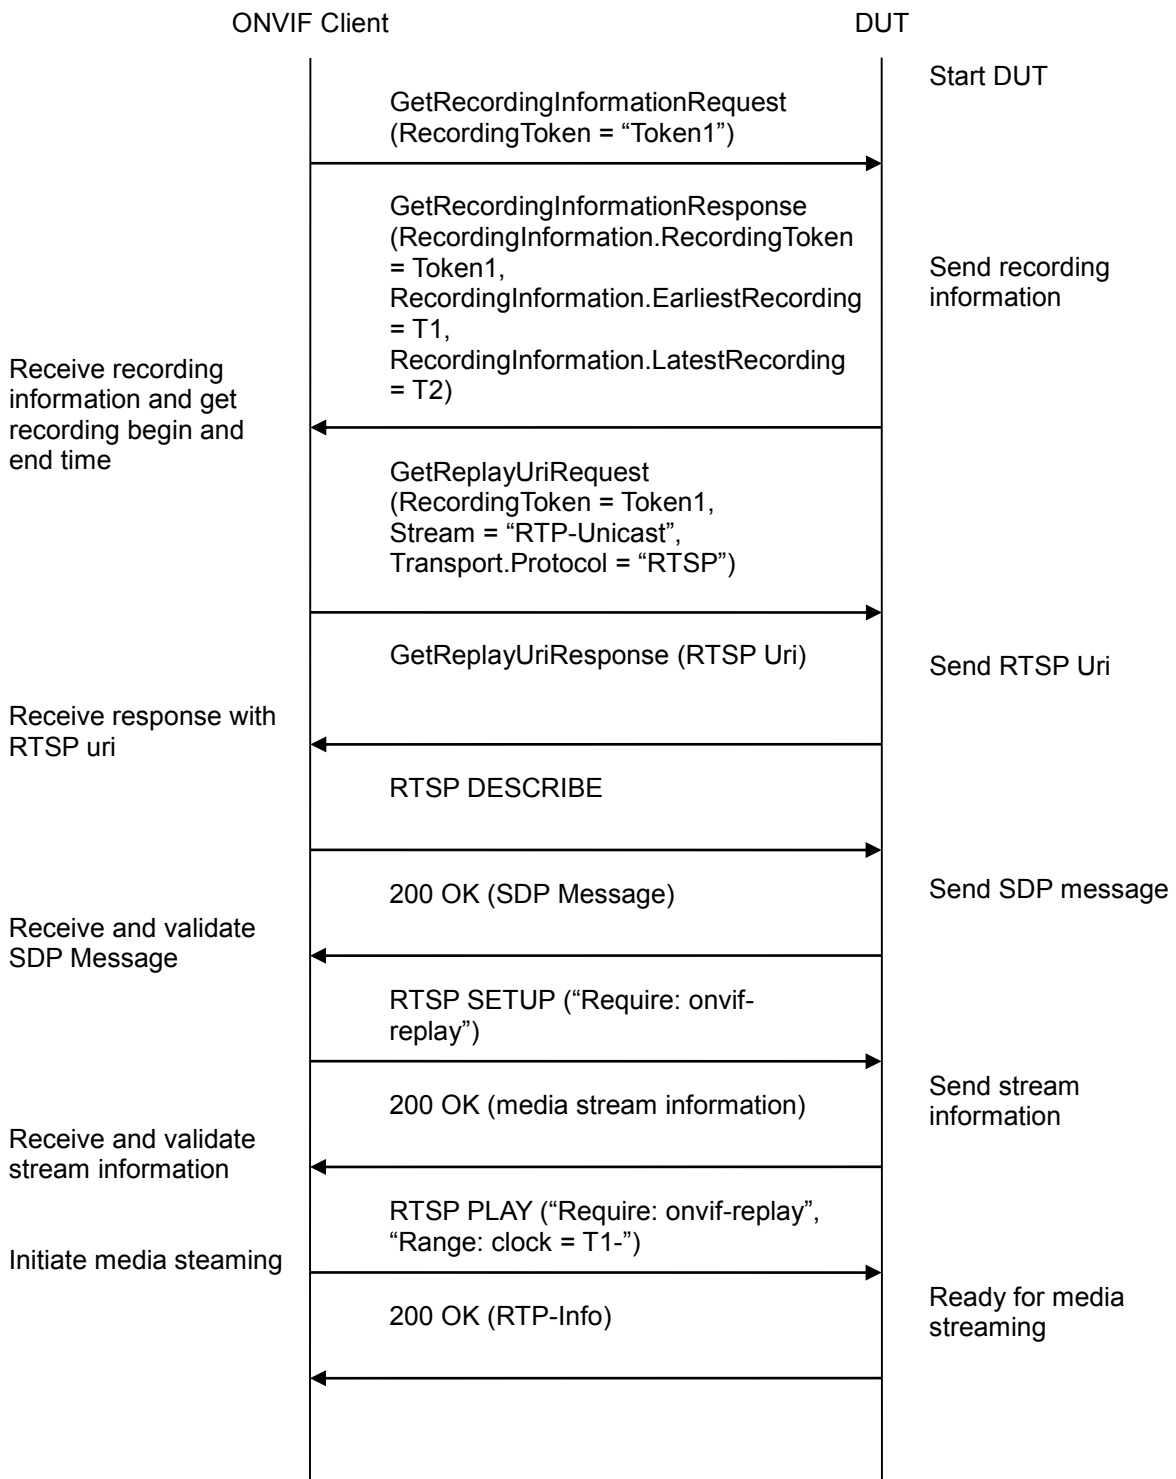 ONVIF Client
DUT
Start DUT
GetRecordingInformationRequest
(RecordingToken = “Token1”)
GetRecordingInformationResponse
(RecordingInformation.RecordingToken
= Token1,
RecordingInformation.EarliestRecording
= T1,
RecordingInformation.LatestRecording
= T2)
Send recording
information
Receive recording
information and get
recording begin and
end time
GetReplayUriRequest
(RecordingToken = Token1,
Stream = “RTP-Unicast”,
Transport.Protocol = “RTSP”)
GetReplayUriResponse (RTSP Uri)
Send RTSP Uri
Receive response with
RTSP uri
RTSP DESCRIBE
200 OK (SDP Message)
Send SDP message
Receive and validate
SDP Message
RTSP SETUP (“Require: onvif-
replay”)
200 OK (media stream information)
Send stream
information
Receive and validate
stream information
RTSP PLAY (“Require: onvif-replay”,
“Range: clock = T1-”)
Initiate media steaming
200 OK (RTP-Info)
Ready for media
streaming